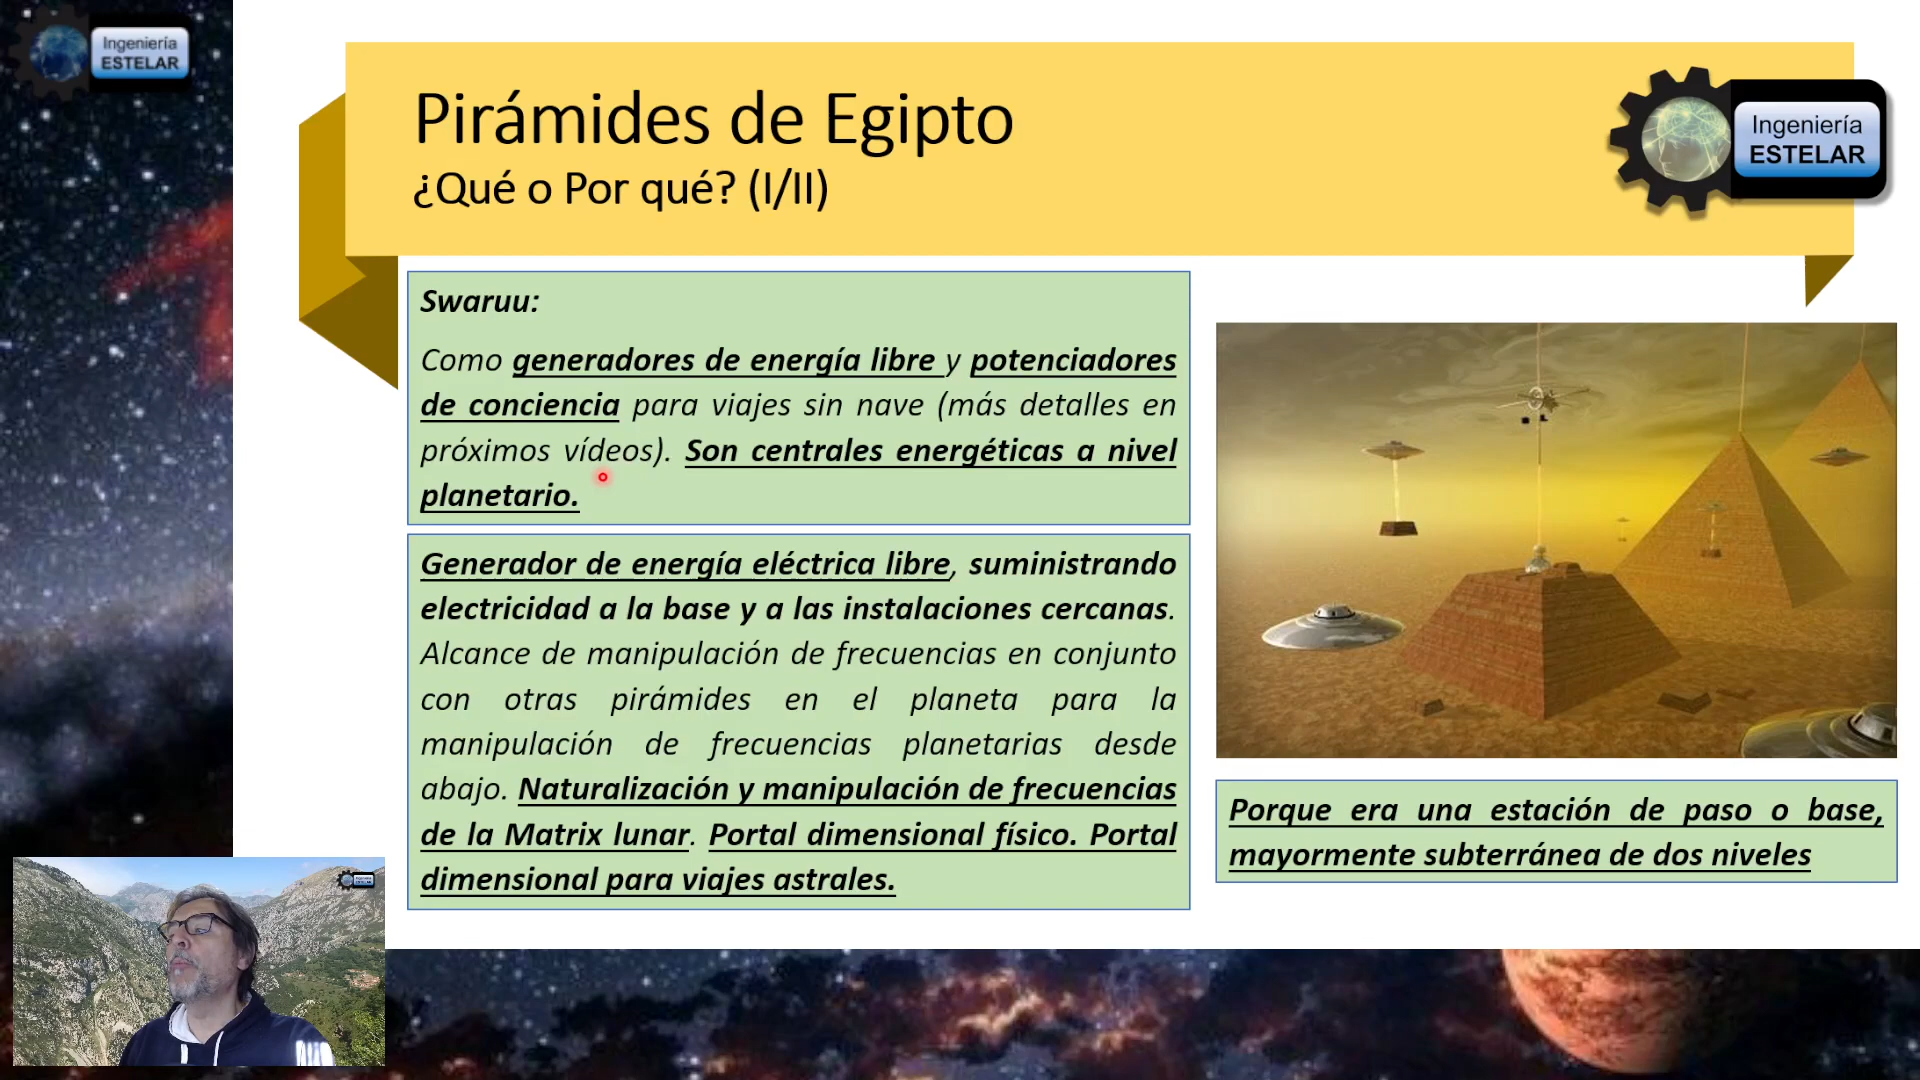 Ingeniería
ESTELAR
Pirámides de Egipto
¿Qué o Por qué? (I/II)
Ingeniería
ESTELAR
Swaruu:
Como generadores de energía libre y potenciadores
de conciencia para viajes sin nave (más detalles en
próximos vídeos). Son centrales energéticas a nivel
planetario.
Generador de energía eléctrica libre, suministrando
electricidad a la base y a las instalaciones cercanas.
Alcance de manipulación de frecuencias en conjunto
con otras pirámides en el planeta para la
manipulación de frecuencias planetarias desde
abajo. Naturalización y manipulación de frecuencias
de la Matrix lunar. Portal dimensional físico. Portal
dimensional para viajes astrales.
Porque era una estación de paso o base,
mayormente subterránea de dos niveles